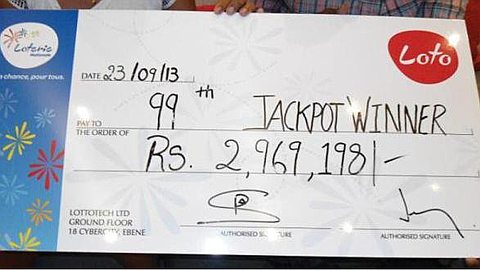 Loterie
Nationale
a chance, pour tous.
Loto
DATE 23/09/13
PAY TO
THE ORDER OF
99th JACKPOT WINNER
Rs. 2,969,198/-
LOTTOTECH LTD
GROUND FLOOR
18 CYBERCITY, EBENE
AUTHORISED SIGNATURE
AUTHORISED SIGNATURE